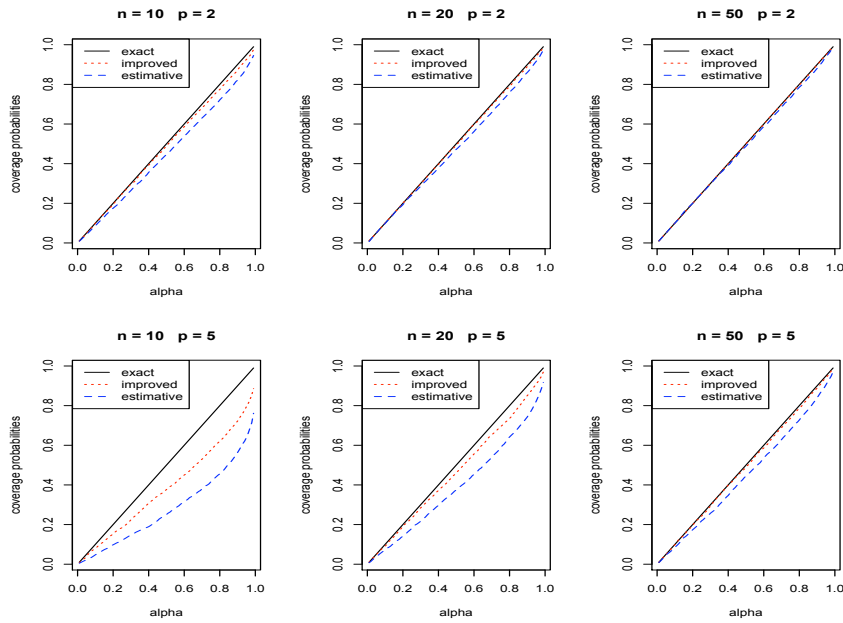 n = 10 p = 2
coverage probabilities
0.0 0.2 0.4 0.6 0.8 1.0
exact
improved
estimative
0.0 0.2 0.4 0.6 0.8 1.0
alpha
n = 20 p = 2
coverage probabilities
0.0 0.2 0.4 0.6 0.8 1.0
exact
improved
estimative
0.0 0.2 0.4 0.6 0.8 1.0
alpha
n = 50 p = 2
coverage probabilities
0.0 0.2 0.4 0.6 0.8 1.0
exact
improved
estimative
0.0 0.2 0.4 0.6 0.8 1.0
alpha
n = 10 p = 5
coverage probabilities
0.0 0.2 0.4 0.6 0.8 1.0
exact
improved
estimative
0.0 0.2 0.4 0.6 0.8 1.0
alpha
n = 20 p = 5
coverage probabilities
0.0 0.2 0.4 0.6 0.8 1.0
exact
improved
estimative
0.0 0.2 0.4 0.6 0.8 1.0
alpha
n = 50 p = 5
coverage probabilities
0.0 0.2 0.4 0.6 0.8 1.0
exact
improved
estimative
0.0 0.2 0.4 0.6 0.8 1.0
alpha